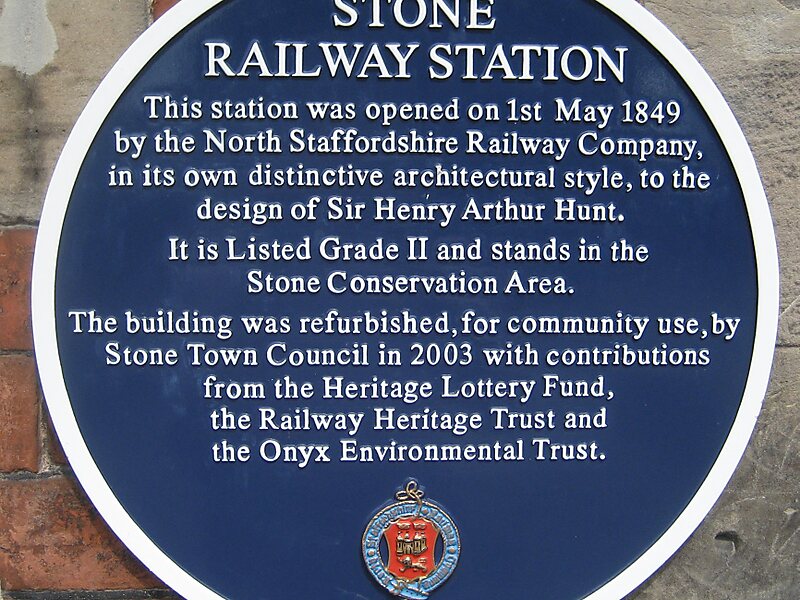 STONE
RAILWAY STATION
This station was opened on 1st May 1849
by the North Staffordshire Railway Company,
in its own distinctive architectural style, to the
design of Sir Henry Arthur Hunt.
It is Listed Grade II and stands in the
Stone Conservation Area.
The building was refurbished, for community use, by
Stone Town Council in 2003 with contributions
from the Heritage Lottery Fund,
the Railway Heritage Trust and
the Onyx Environmental Trust.